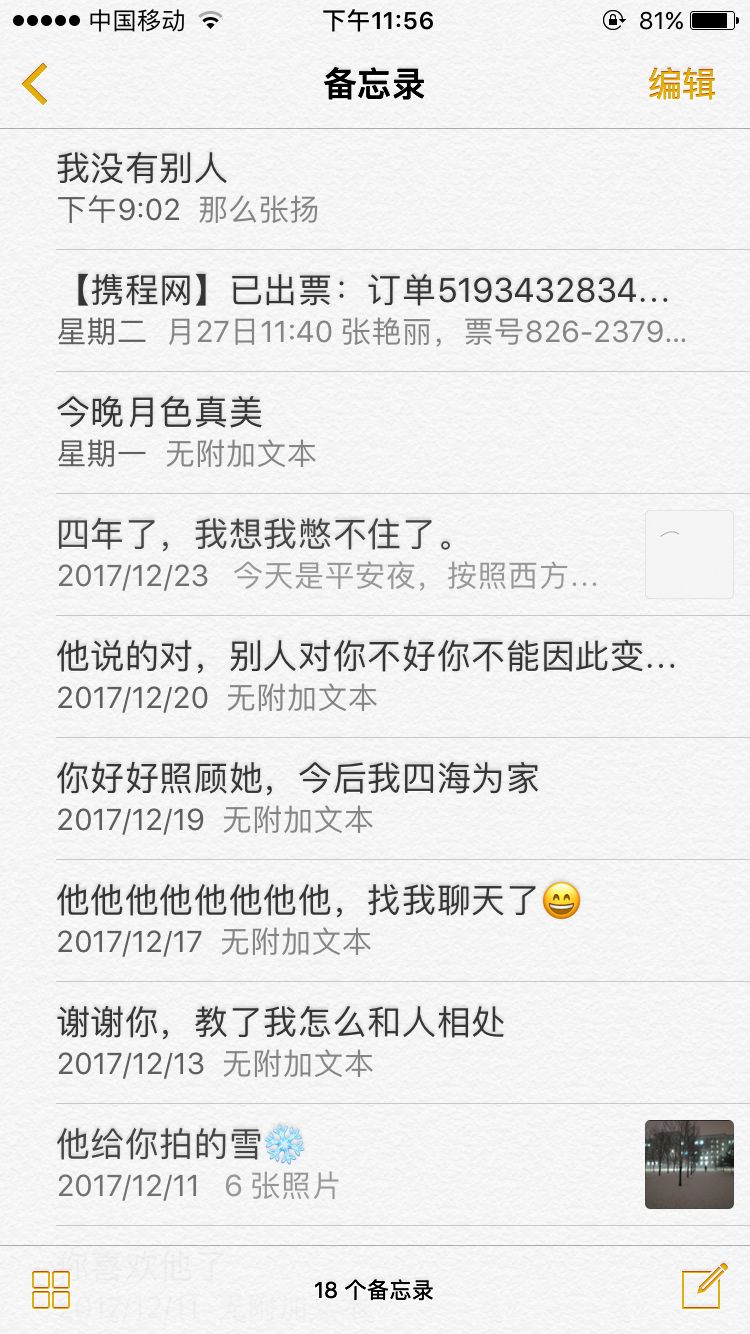 中国移动 下午11:56 81%
备忘录 编辑
我没有别人
下午9:02 那么张扬
【携程网】已出票：订单5193432834...
星期二 月27日11:40 张艳丽，票号826-2379...
今晚月色真美
星期一 无附加文本
四年了，我想我憋不住了。
2017/12/23 今天是平安夜，按照西方...
他说的对，别人对你不好你不能因此变...
2017/12/20 无附加文本
你好好照顾她，今后我四海为家
2017/12/19 无附加文本
他他他他他他他他，找我聊天了😄
2017/12/17 无附加文本
谢谢你，教了我怎么和人相处
2017/12/13 无附加文本
他给你拍的雪❄️
2017/12/11 6 张照片
你喜欢他了
2017/12/11 无附加文本
18 个备忘录